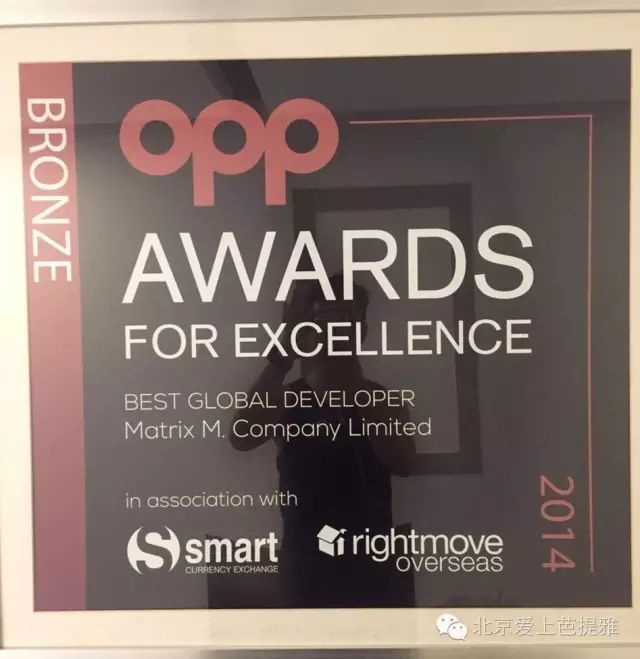 BRONZE
opp
AWARDS
FOR EXCELLENCE
BEST GLOBAL DEVELOPER
Matrix M. Company Limited
in association with
S smart
CURRENCY EXCHANGE
rightmove
overseas
2014
北京爱上芭提雅